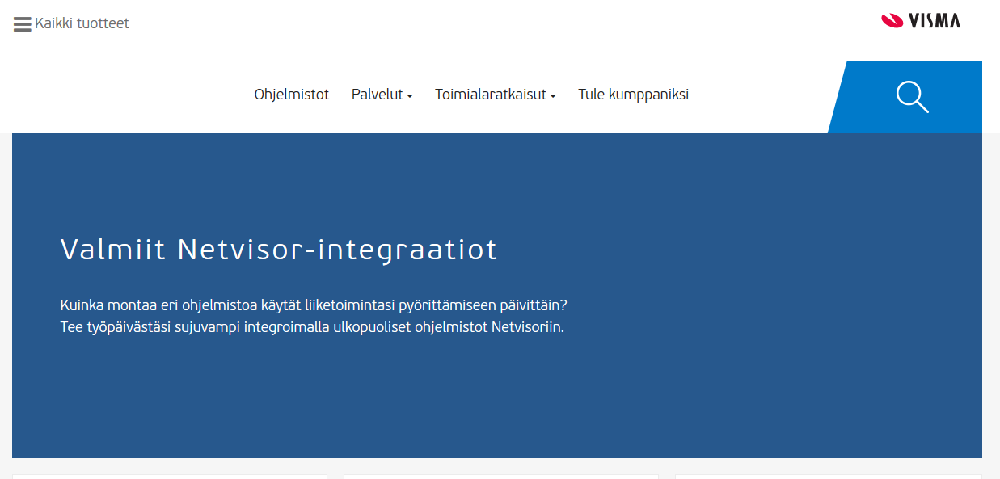 Kaikki tuotteet
VISMA
Ohjelmistot Palvelut Toimialaratkaisut Tule kumppaniksi
Valmiit Netvisor-integraatiot
Kuinka montaa eri ohjelmistoa käytät liiketoimintasi pyörittämiseen päivittäin?
Tee työpäivästäsi sujuvampi integroimalla ulkopuoliset ohjelmistot Netvisoriin.